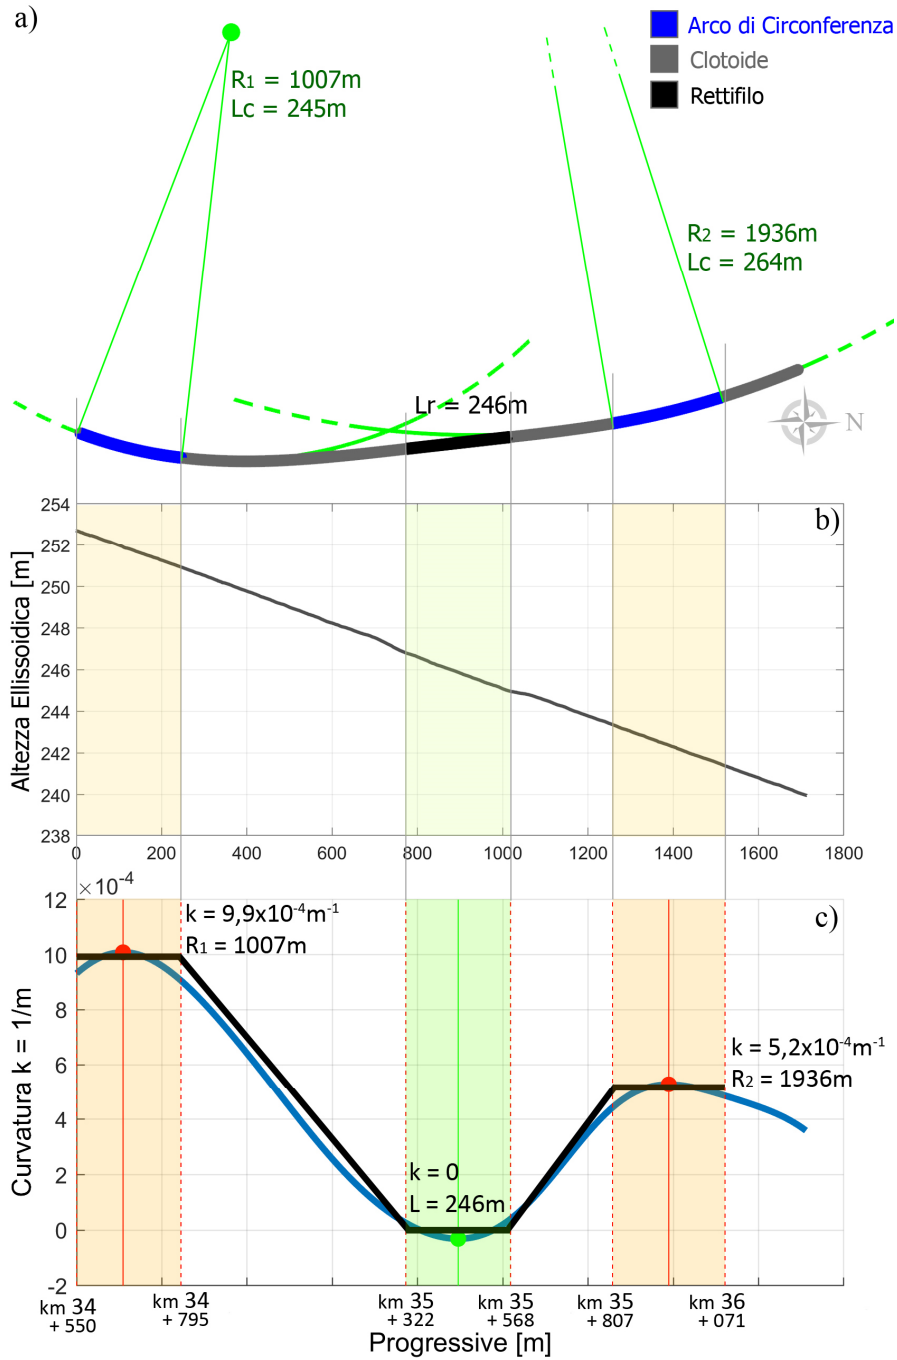 a)
Arco di Circonferenza
Clotoide
Rettifilo
R1 = 1007m
Lc = 245m
R2 = 1936m
Lc = 264m
Lr = 246m
N
b)
Altezza Ellissoidica [m]
254
252
250
248
246
244
242
240
238
0 200 400 600 800 1000 1200 1400 1600 1800
×10-4
c)
Curvatura k = 1/m
12
10
8
6
4
2
0
-2
k = 9,9x10-4m-1
R1 = 1007m
k = 5,2x10-4m-1
R2 = 1936m
k = 0
L = 246m
km 34
+ 550
km 34
+ 795
km 35
+ 322
km 35
+ 568
km 35
+ 807
km 36
+ 071
Progressive [m]